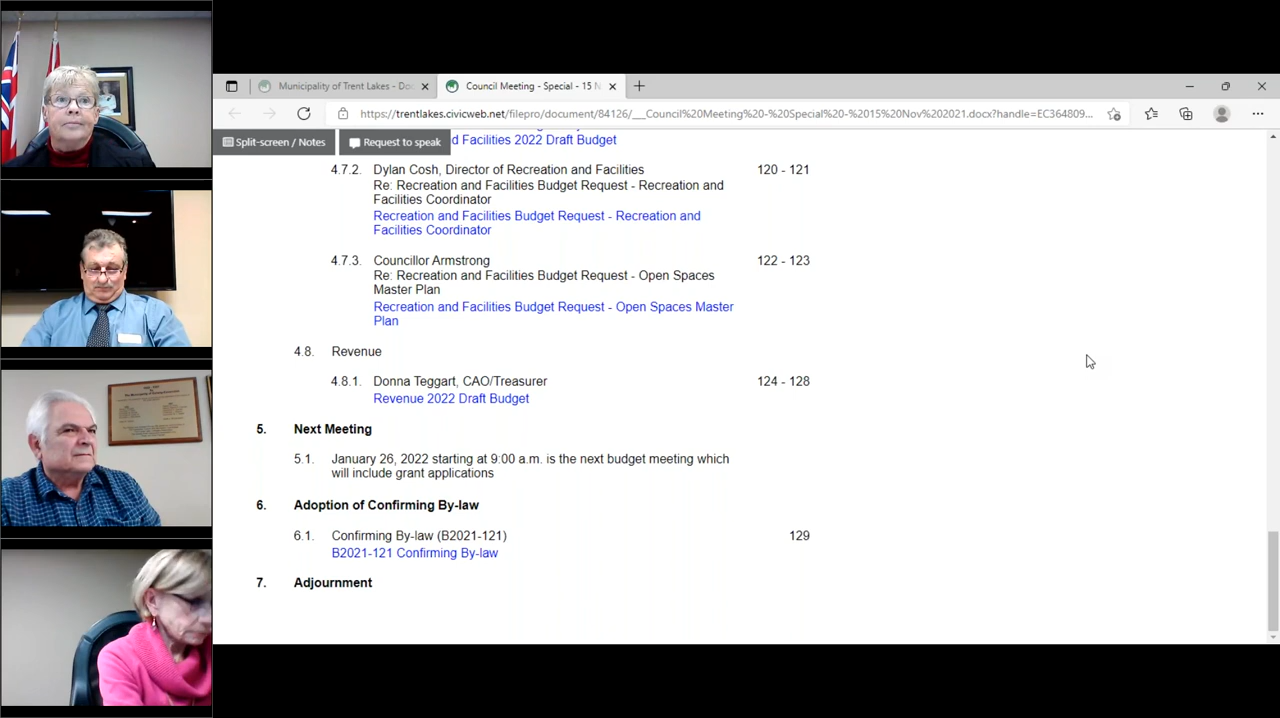 Municipality of Trent Lakes - Doc
Council Meeting - Special - 15 N
https://trentlakes.civicweb.net/filepro/document/84126/___Council%20Meeting%20-%20Special%20-%2015%20Nov%202021.docx?handle=EC364809...
Split-screen / Notes
Request to speak
d Facilities 2022 Draft Budget
4.7.2. Dylan Cosh, Director of Recreation and Facilities 120 - 121
Re: Recreation and Facilities Budget Request - Recreation and
Facilities Coordinator
Recreation and Facilities Budget Request - Recreation and
Facilities Coordinator
4.7.3. Councillor Armstrong 122 - 123
Re: Recreation and Facilities Budget Request - Open Spaces
Master Plan
Recreation and Facilities Budget Request - Open Spaces Master
Plan
4.8. Revenue
4.8.1. Donna Teggart, CAO/Treasurer 124 - 128
Revenue 2022 Draft Budget
5. Next Meeting
5.1. January 26, 2022 starting at 9:00 a.m. is the next budget meeting which
will include grant applications
6. Adoption of Confirming By-law
6.1. Confirming By-law (B2021-121) 129
B2021-121 Confirming By-law
7. Adjournment